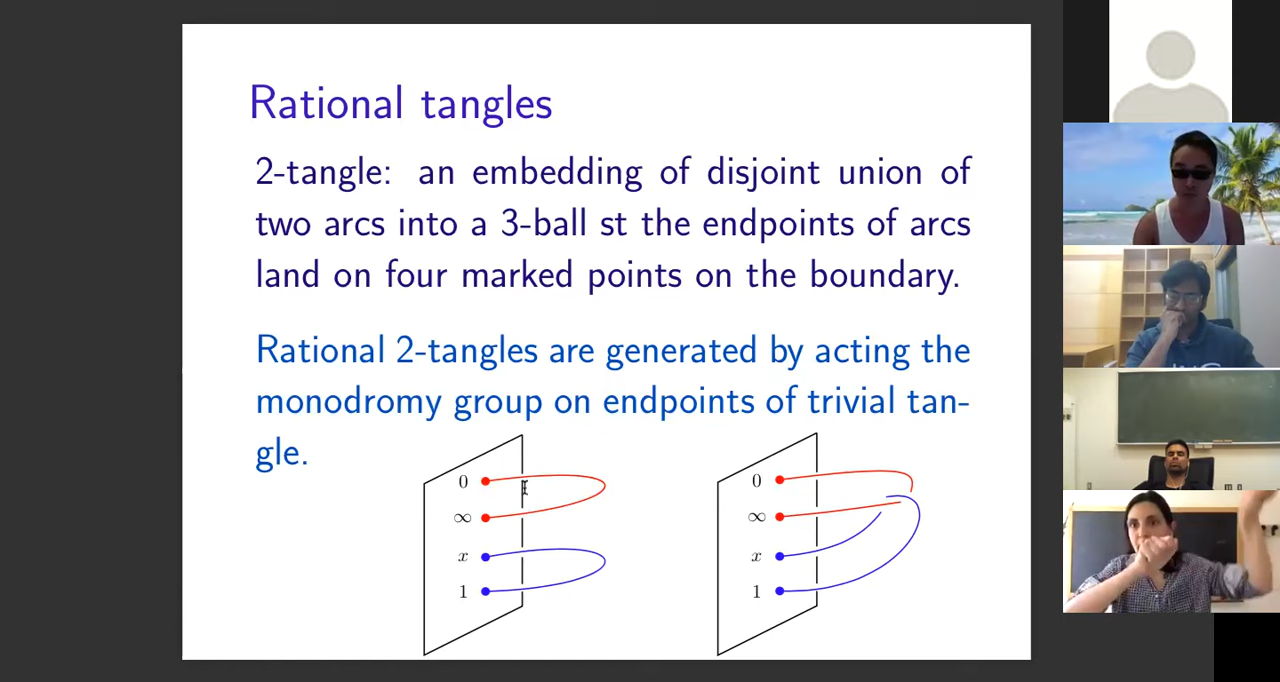 Rational tangles
2-tangle: an embedding of disjoint union of
two arcs into a 3-ball st the endpoints of arcs
land on four marked points on the boundary.
Rational 2-tangles are generated by acting the
monodromy group on endpoints of trivial tan-
gle.
0
∞
x
1
0
∞
x
1